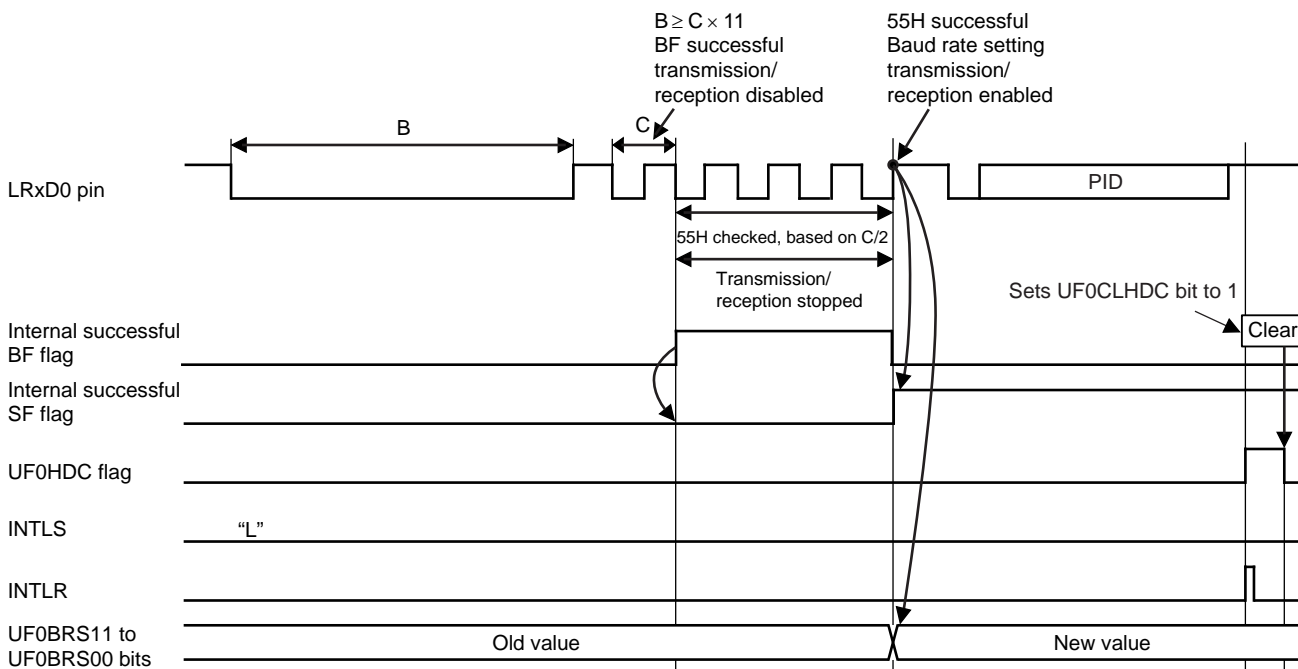 B ≥ C × 11
BF successful
transmission/
reception disabled
55H successful
Baud rate setting
transmission/
reception enabled
B
C
LRxD0 pin
PID
55H checked, based on C/2
Transmission/
reception stopped
Sets UF0CLHDC bit to 1
Clear
Internal successful
BF flag
Internal successful
SF flag
UF0HDC flag
INTLS
“L”
INTLR
UF0BRS11 to
UF0BRS00 bits
Old value
New value